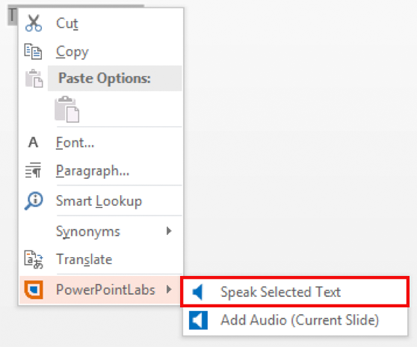 T
Cut
Copy
Paste Options:
A Font...
Paragraph...
Smart Lookup
Synonyms
Translate
PowerPointLabs
Speak Selected Text
Add Audio (Current Slide)